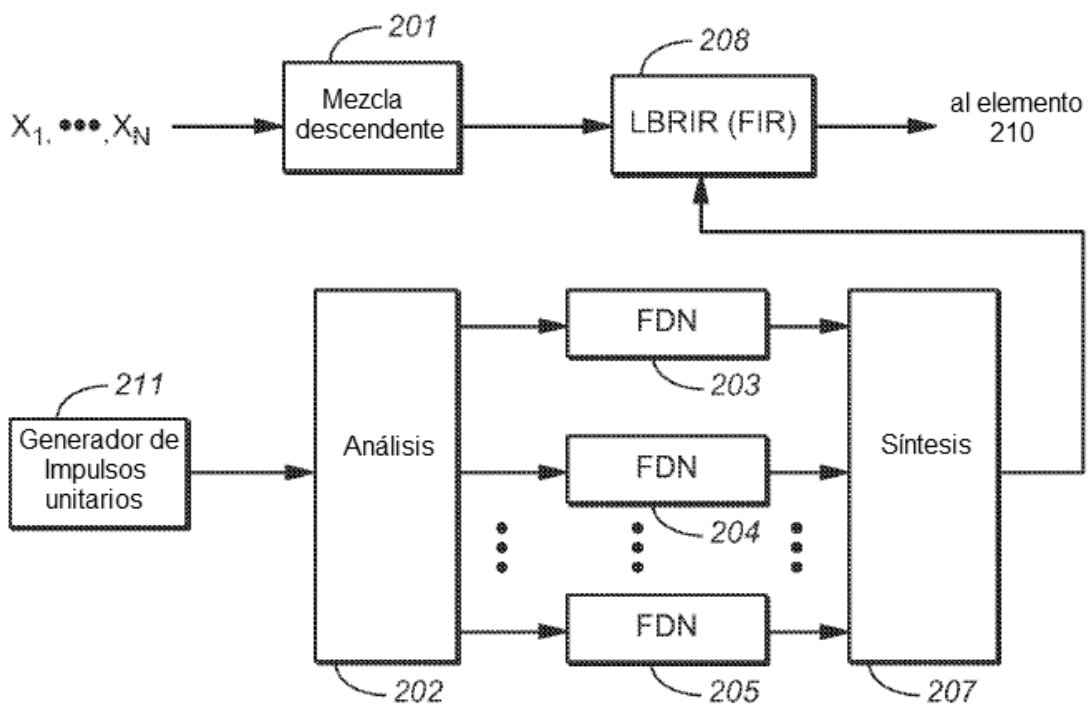 201
208
X1, •••, XN
Mezcla
descendente
LBRIR (FIR)
al elemento
210
211
Generador de
Impulsos
unitarios
Análisis
FDN
203
FDN
204
FDN
205
Síntesis
202
207